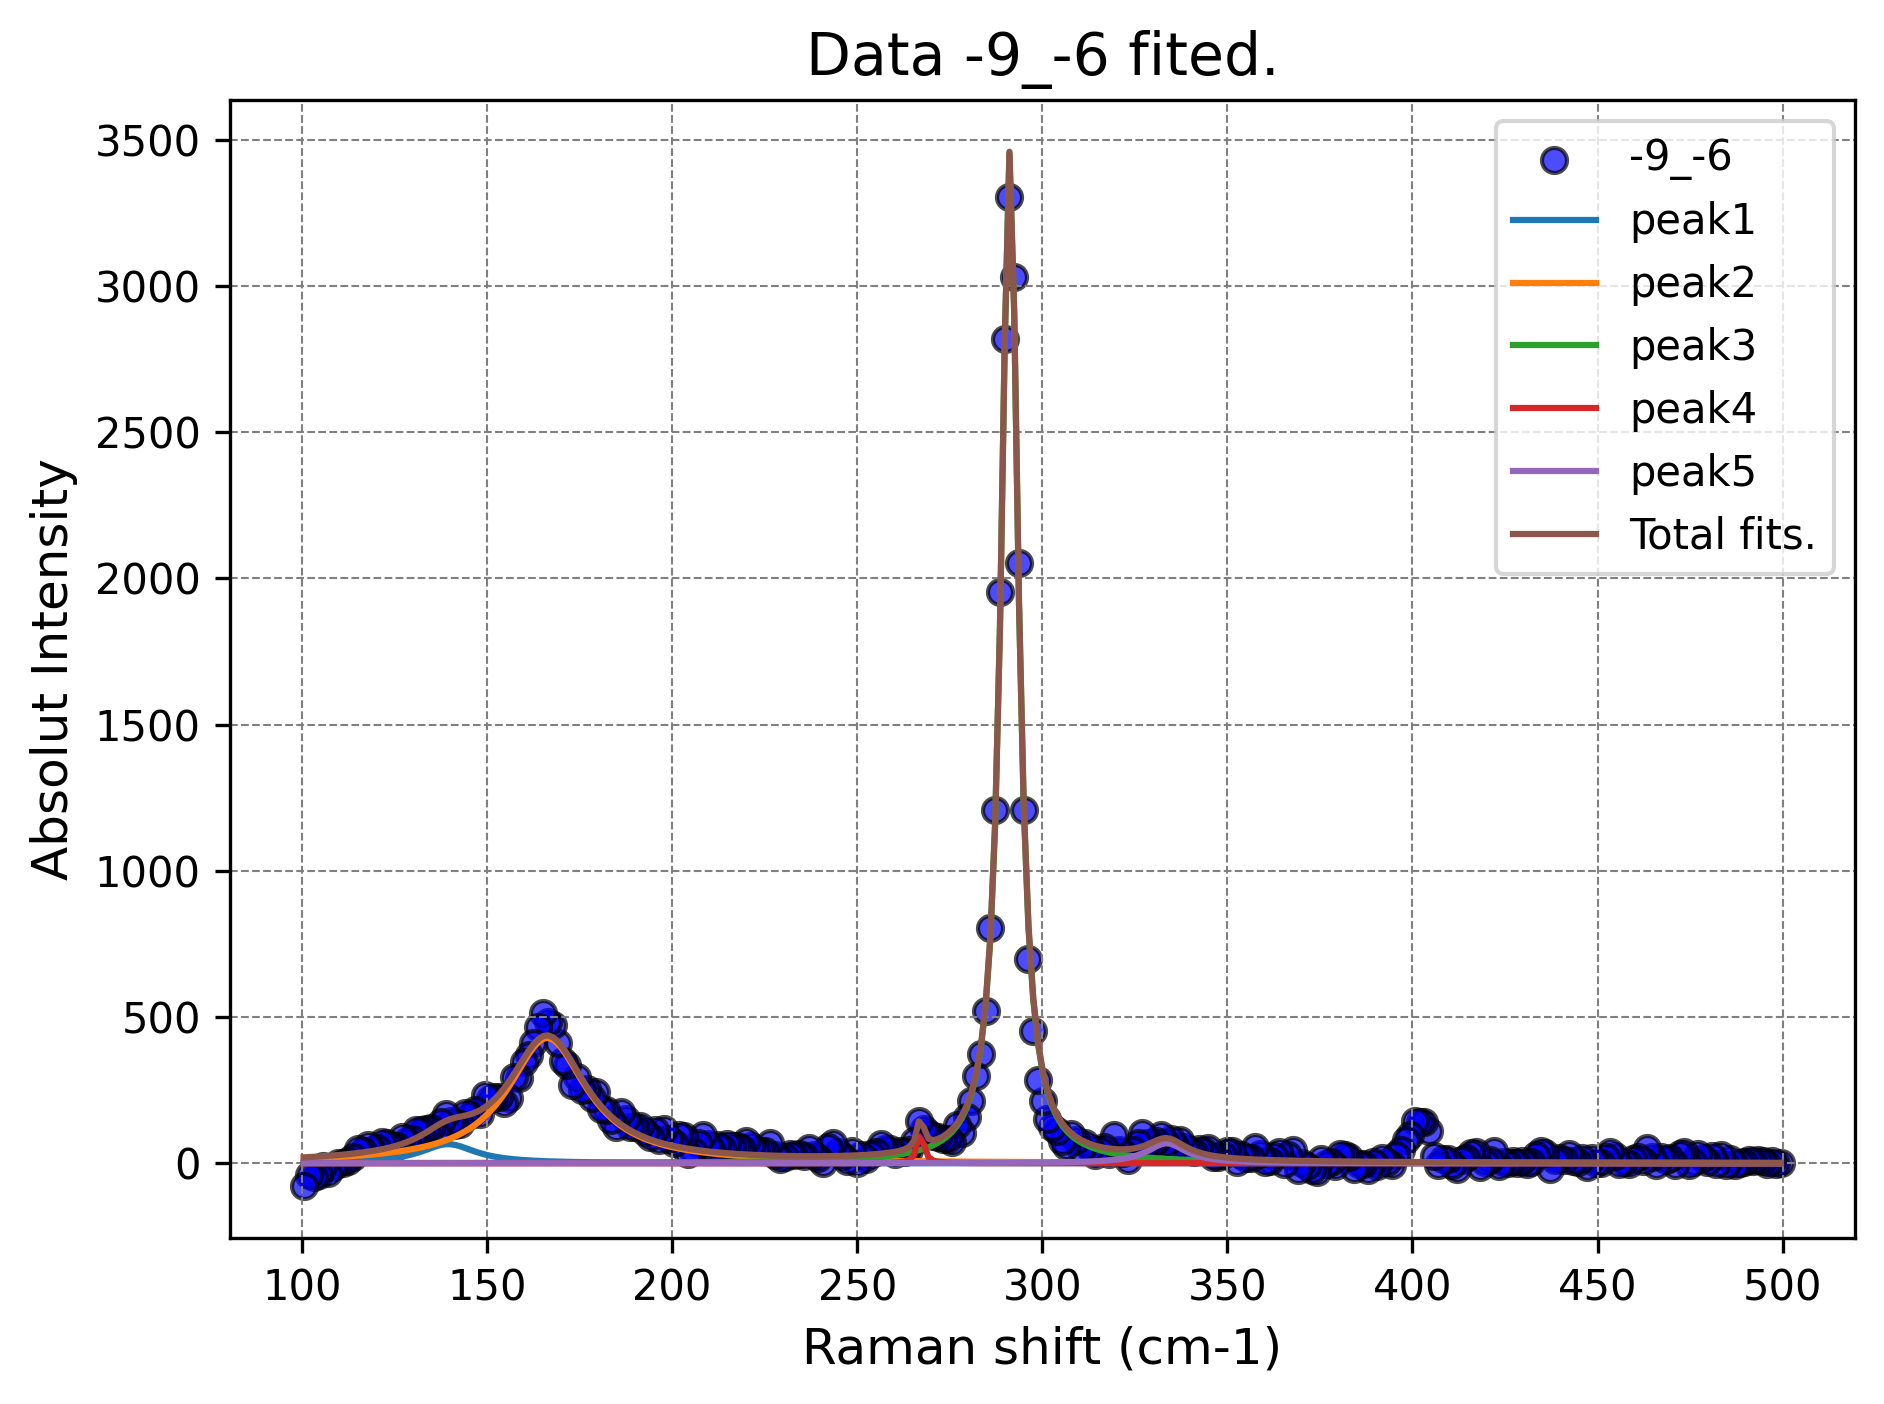 Data -9_-6 fited.
3500
3000
2500
2000
1500
1000
500
0
Absolut Intensity
100 150 200 250 300 350 400 450 500
Raman shift (cm-1)
-9_-6
peak1
peak2
peak3
peak4
peak5
Total fits.